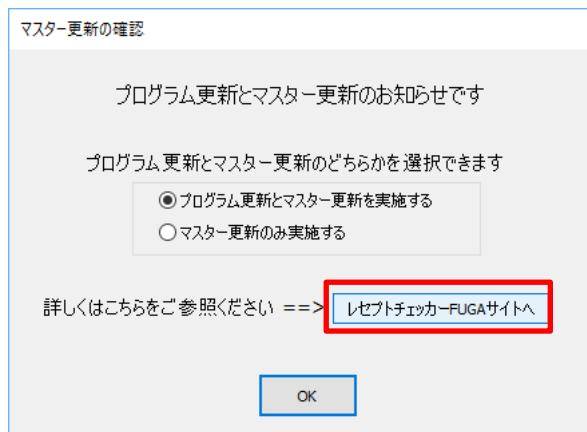 マスター更新の確認
プログラム更新とマスター更新のお知らせです
プログラム更新とマスター更新のどちらかを選択できます
プログラム更新とマスター更新を実施する
マスター更新のみ実施する
詳しくはこちらをご参照ください ==> レセプトチェッカーFUGAサイトへ
OK